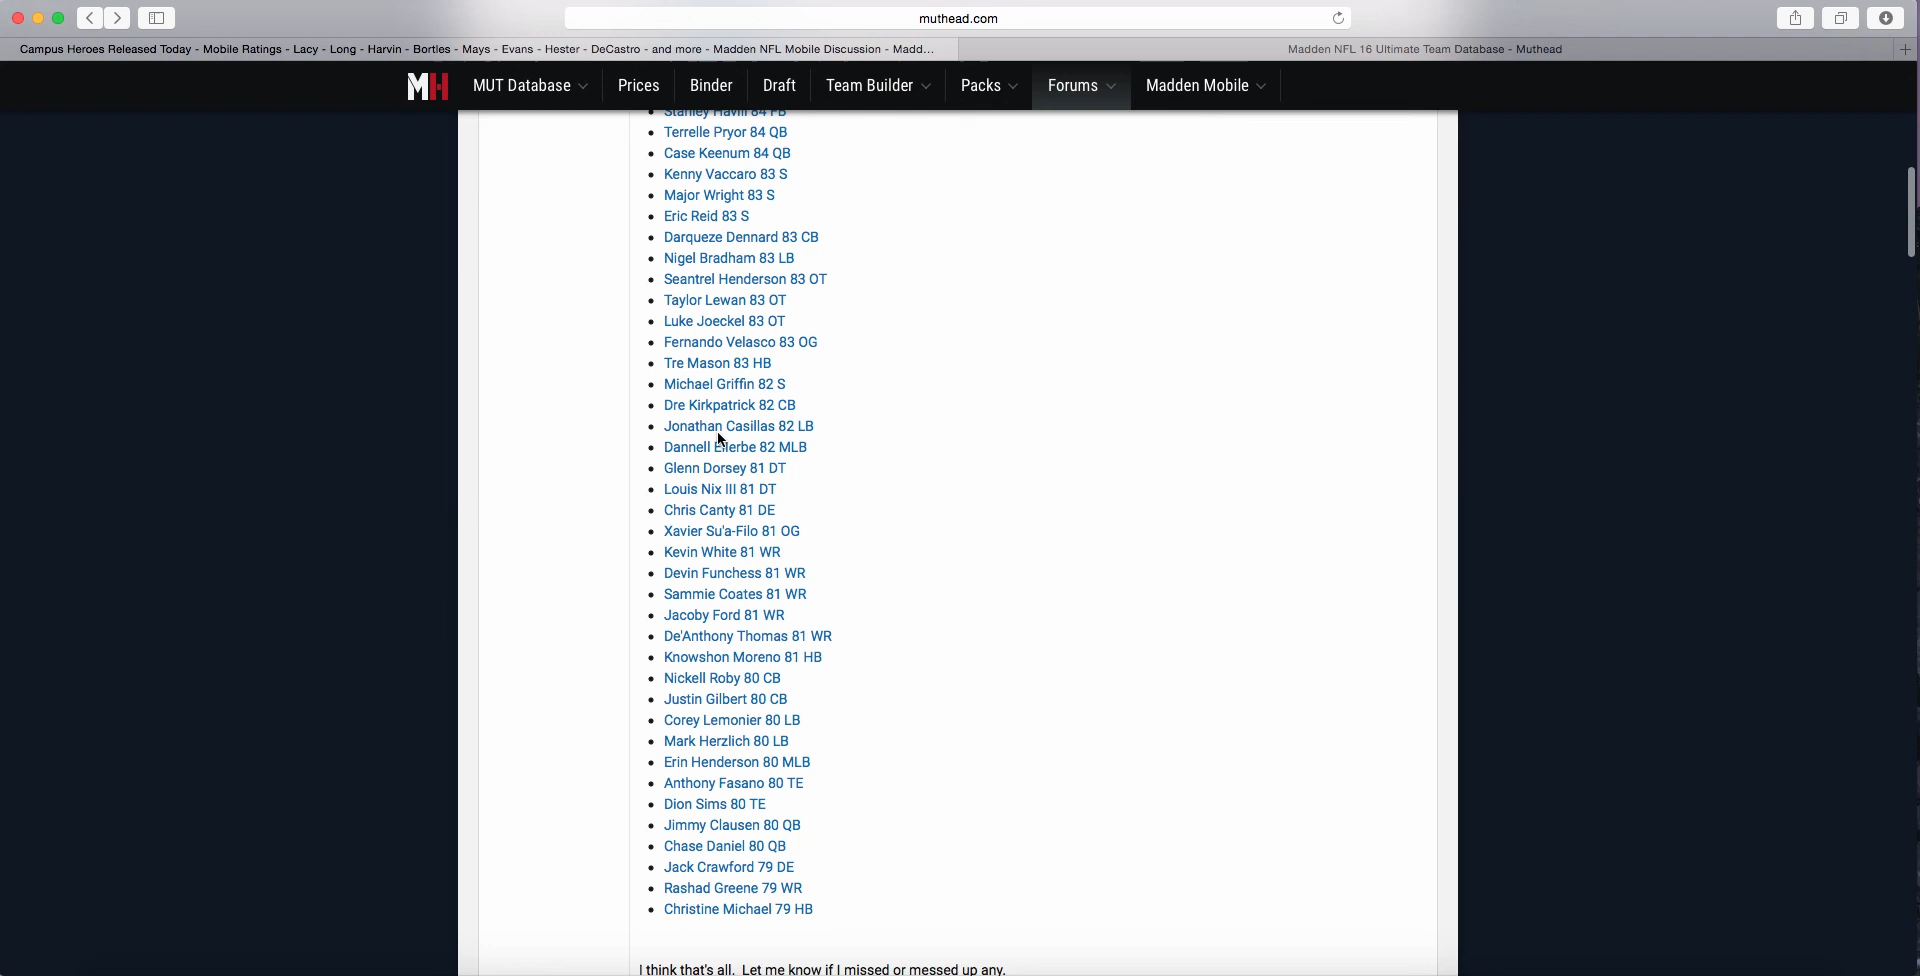 muthead.com
Campus Heroes Released Today - Mobile Ratings - Lacy - Long - Harvin - Bortles - Mays - Evans - Hester - DeCastro - and more - Madden NFL Mobile Discussion - Madd...
Madden NFL 16 Ultimate Team Database - Muthead
MH MUT Database Prices Binder Draft Team Builder Packs Forums Madden Mobile
Stanley Havili 84 FB
Terrelle Pryor 84 QB
Case Keenum 84 QB
Kenny Vaccaro 83 S
Major Wright 83 S
Eric Reid 83 S
Darqueze Dennard 83 CB
Nigel Bradham 83 LB
Seantrel Henderson 83 OT
Taylor Lewan 83 OT
Luke Joeckel 83 OT
Fernando Velasco 83 OG
Tre Mason 83 HB
Michael Griffin 82 S
Dre Kirkpatrick 82 CB
Jonathan Casillas 82 LB
Dannell Ellerbe 82 MLB
Glenn Dorsey 81 DT
Louis Nix III 81 DT
Chris Canty 81 DE
Xavier Su'a-Filo 81 OG
Kevin White 81 WR
Devin Funchess 81 WR
Sammie Coates 81 WR
Jacoby Ford 81 WR
De'Anthony Thomas 81 WR
Knowshon Moreno 81 HB
Nickell Roby 80 CB
Justin Gilbert 80 CB
Corey Lemonier 80 LB
Mark Herzlich 80 LB
Erin Henderson 80 MLB
Anthony Fasano 80 TE
Dion Sims 80 TE
Jimmy Clausen 80 QB
Chase Daniel 80 QB
Jack Crawford 79 DE
Rashad Greene 79 WR
Christine Michael 79 HB
I think that's all. Let me know if I missed or messed up any.